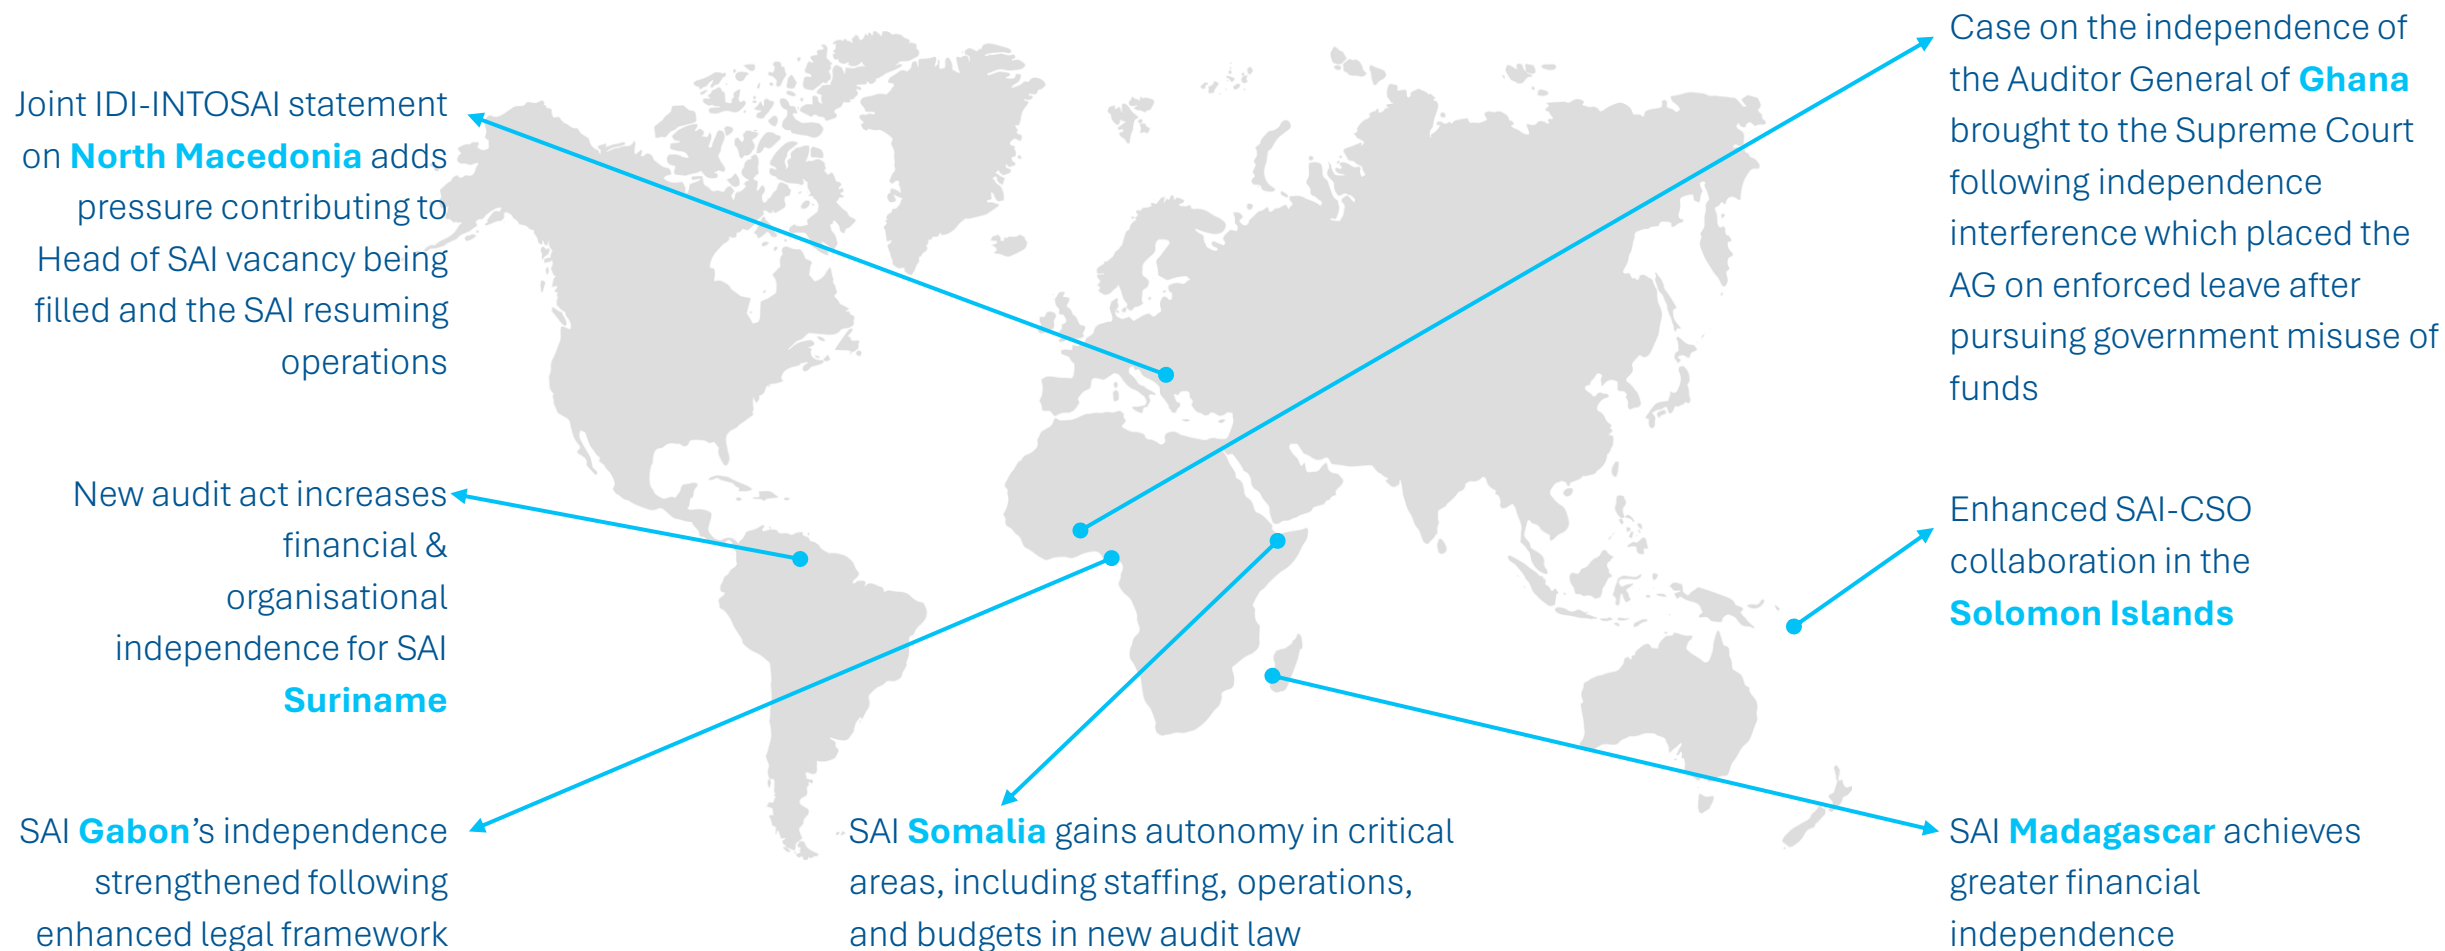 Joint IDI-INTOSAI statement
on North Macedonia adds
pressure contributing to
Head of SAI vacancy being
filled and the SAI resuming
operations
New audit act increases
financial &
organisational
independence for SAI
Suriname
SAI Gabon's independence
strengthened following
enhanced legal framework
SAI Somalia gains autonomy in critical
areas, including staffing, operations,
and budgets in new audit law
Case on the independence of
the Auditor General of Ghana
brought to the Supreme Court
following independence
interference which placed the
AG on enforced leave after
pursuing government misuse of
funds
Enhanced SAI-CSO
collaboration in the
Solomon Islands
SAI Madagascar achieves
greater financial
independence